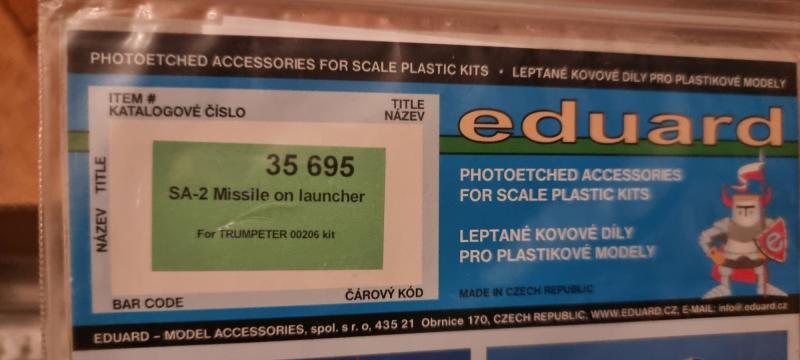 PHOTOETCHED ACCESSORIES FOR SCALE PLASTIC KITS • LEPTANÉ KOVOVÉ DÍLY PRO PLASTIKOVÉ MODELY
ITEM # TITLE
KATALOGOVÉ ČÍSLO NÁZEV
NÁZEV TITLE
35 695
SA-2 Missile on launcher
For TRUMPETER 00206 kit
BAR CODE ČÁROVÝ KÓD
eduard
PHOTOETCHED ACCESSORIES
FOR SCALE PLASTIC KITS
LEPTANÉ KOVOVÉ DÍLY
PRO PLASTIKOVÉ MODELY
e
MADE IN CZECH REPUBLIC
EDUARD – MODEL ACCESSORIES, spol. s r. o, 435 21 Obrnice 170, CZECH REPUBLIC, WWW.EDUARD.CZ, E-MAIL: info@eduard.cz